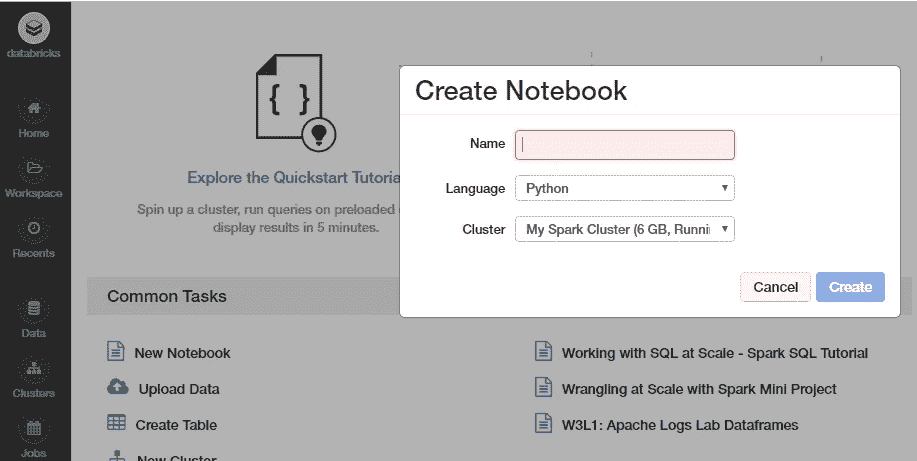 databricks
Home
Workspace
Recents
Data
Clusters
Jobs
{ }
Explore the Quickstart Tutoria
Spin up a cluster, run queries on preloaded
display results in 5 minutes.
Create Notebook
Name
Language Python
Cluster My Spark Cluster (6 GB, Runnin
Cancel Create
Common Tasks
New Notebook
Upload Data
Create Table
New Cluster
Working with SQL at Scale - Spark SQL Tutorial
Wrangling at Scale with Spark Mini Project
W3L1: Apache Logs Lab Dataframes